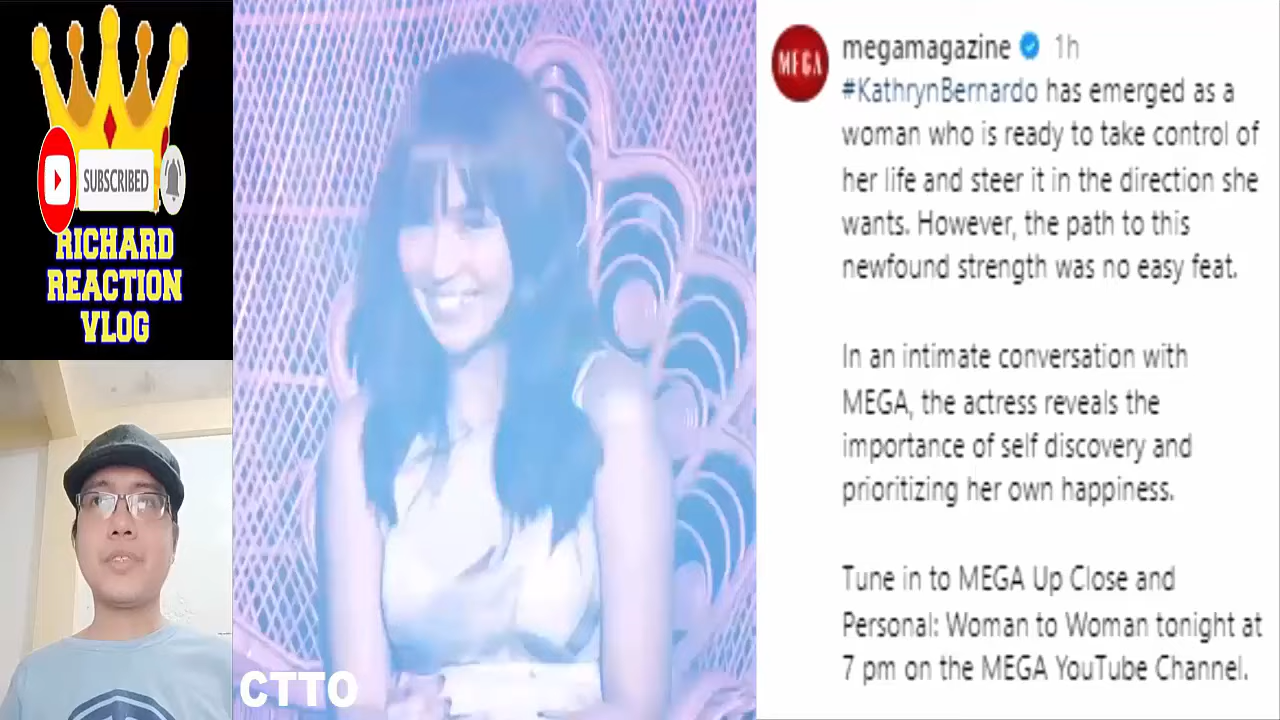 SUBSCRIBED
RICHARD
REACTION
VLOG
CTTO
MEGA
megamagazine 1h
#KathrynBernardo has emerged as a
woman who is ready to take control of
her life and steer it in the direction she
wants. However, the path to this
newfound strength was no easy feat.
In an intimate conversation with
MEGA, the actress reveals the
importance of self discovery and
prioritizing her own happiness.
Tune in to MEGA Up Close and
Personal: Woman to Woman tonight at
7 pm on the MEGA YouTube Channel.